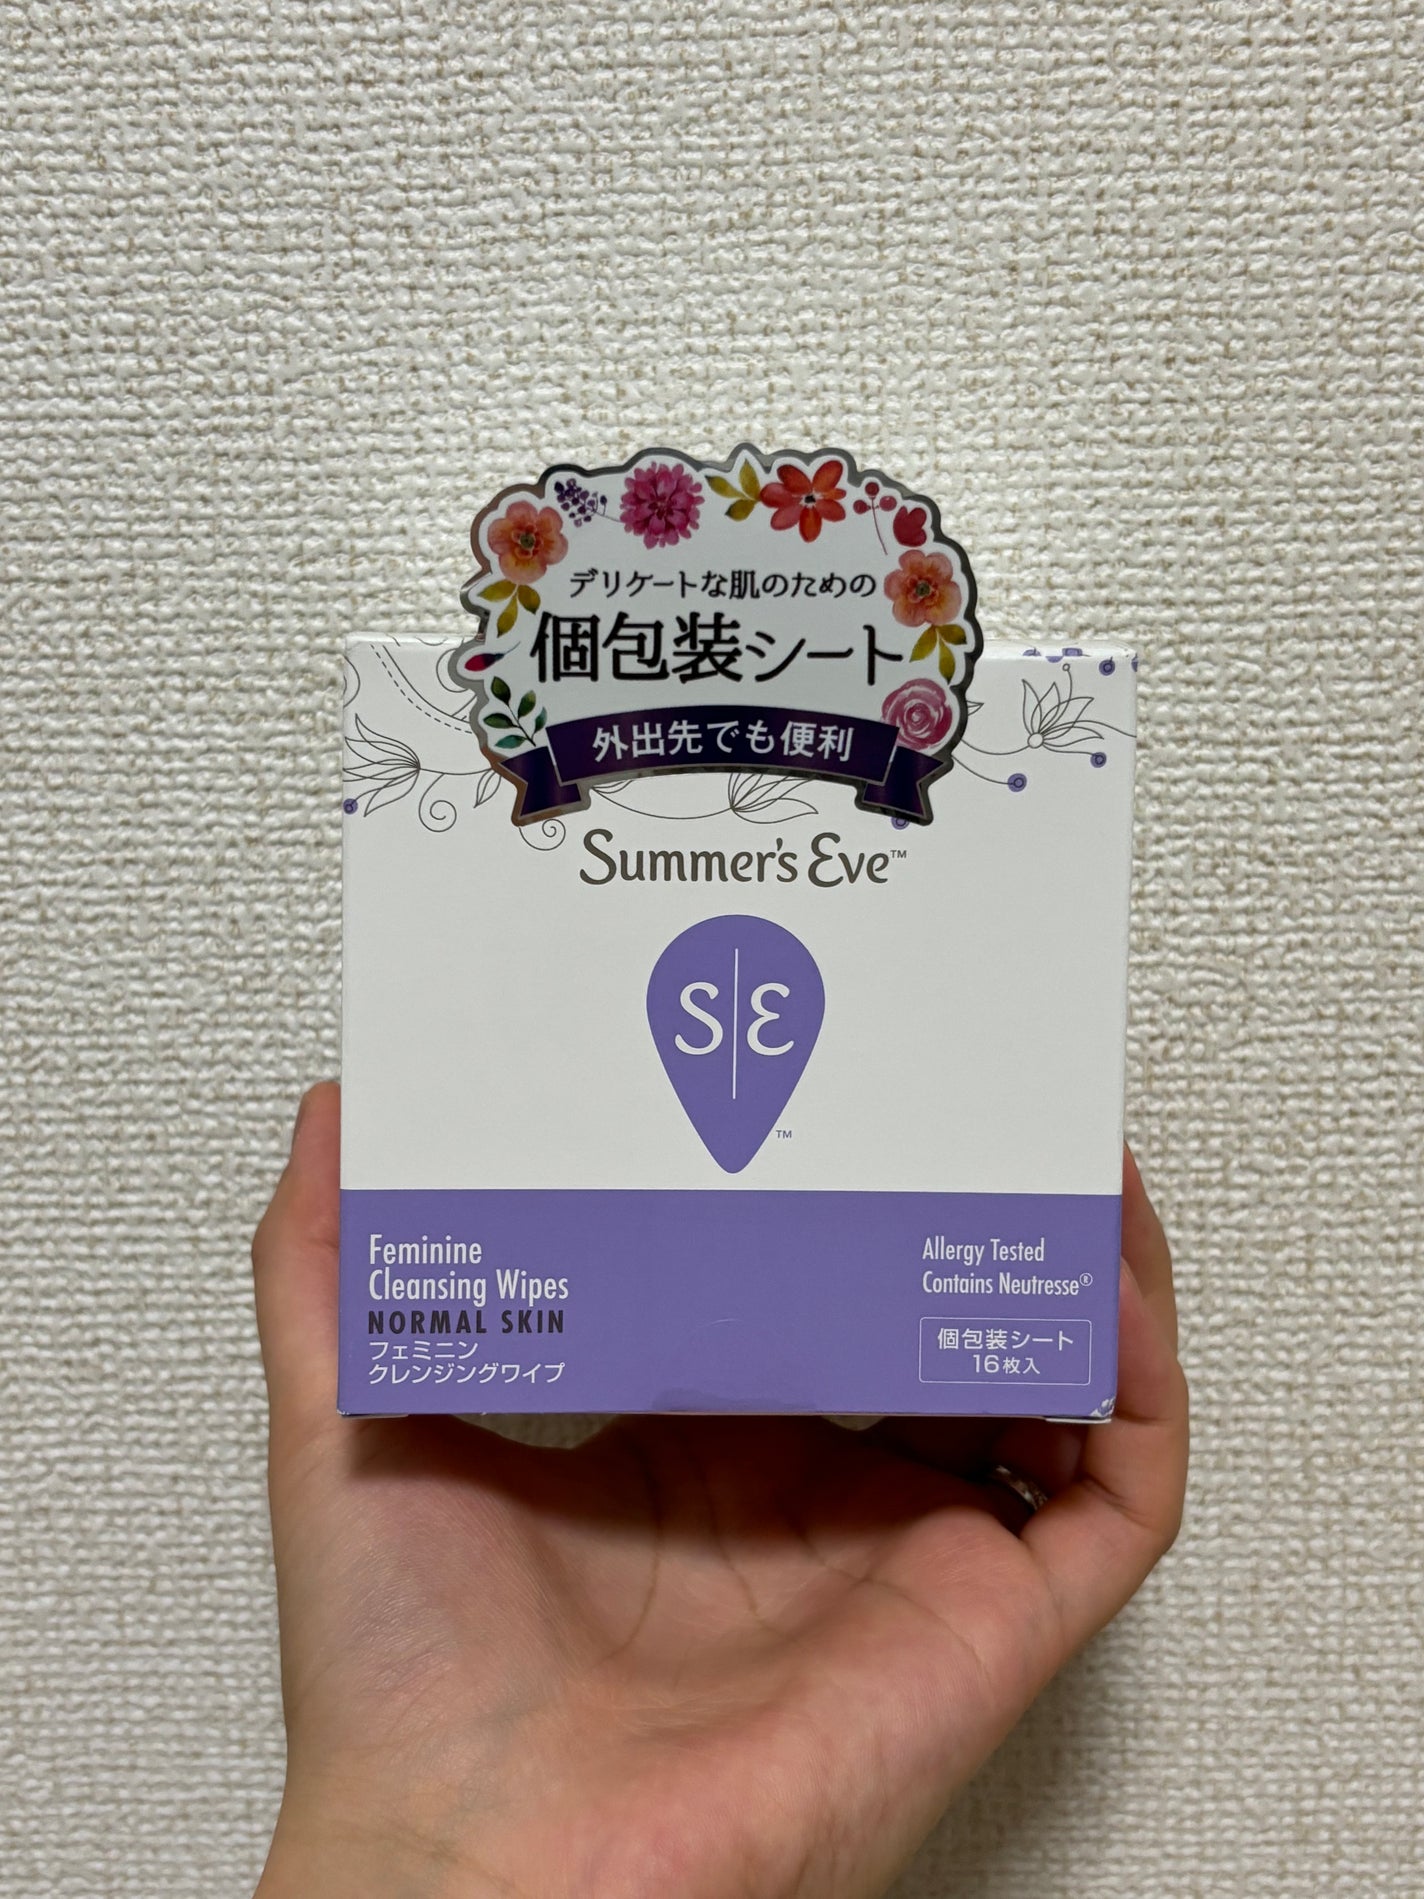 デリケートな肌のための
個包装シート
外出先でも便利
Summer's Eve™
S|E
™
Feminine
Cleansing Wipes
NORMAL SKIN
フェミニン
クレンジングワイプ
Allergy Tested
Contains Neutresse®
個包装シート
16枚入